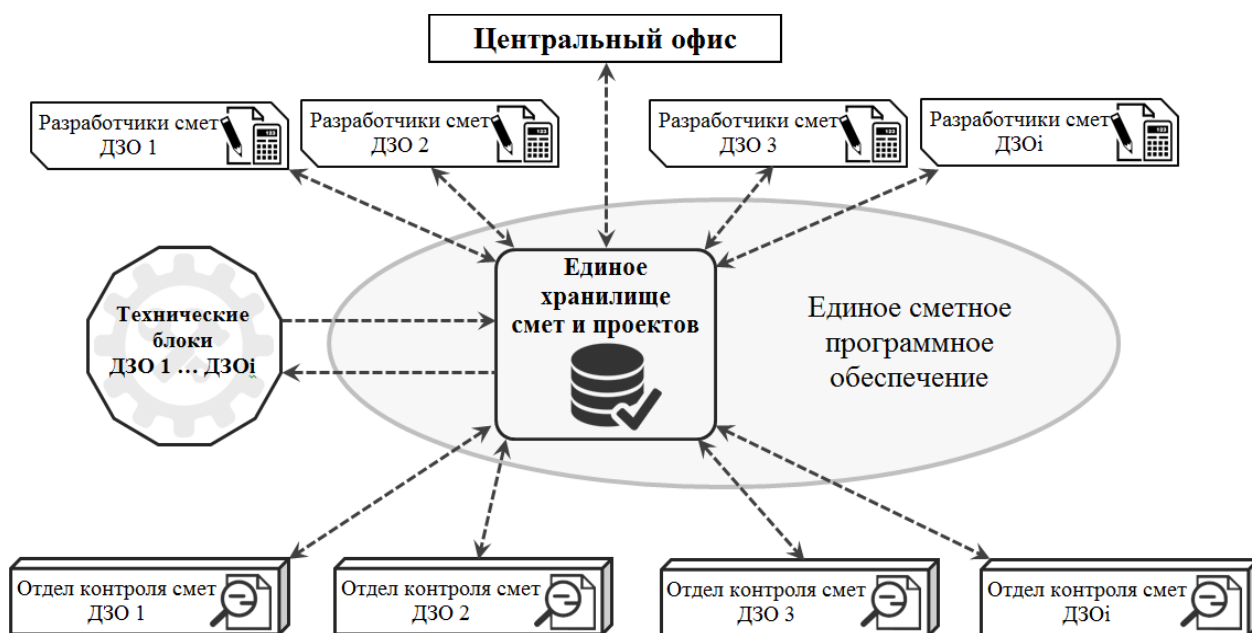 Центральный офис
Разработчики смет
ДЗО 1
Разработчики смет
ДЗО 2
Разработчики смет
ДЗО 3
Разработчики смет
ДЗОi
Единое
хранилище
смет и проектов
Технические
блоки
ДЗО 1 ... ДЗОi
Единое сметное
программное
обеспечение
Отдел контроля смет
ДЗО 1
Отдел контроля смет
ДЗО 2
Отдел контроля смет
ДЗО 3
Отдел контроля смет
ДЗОi